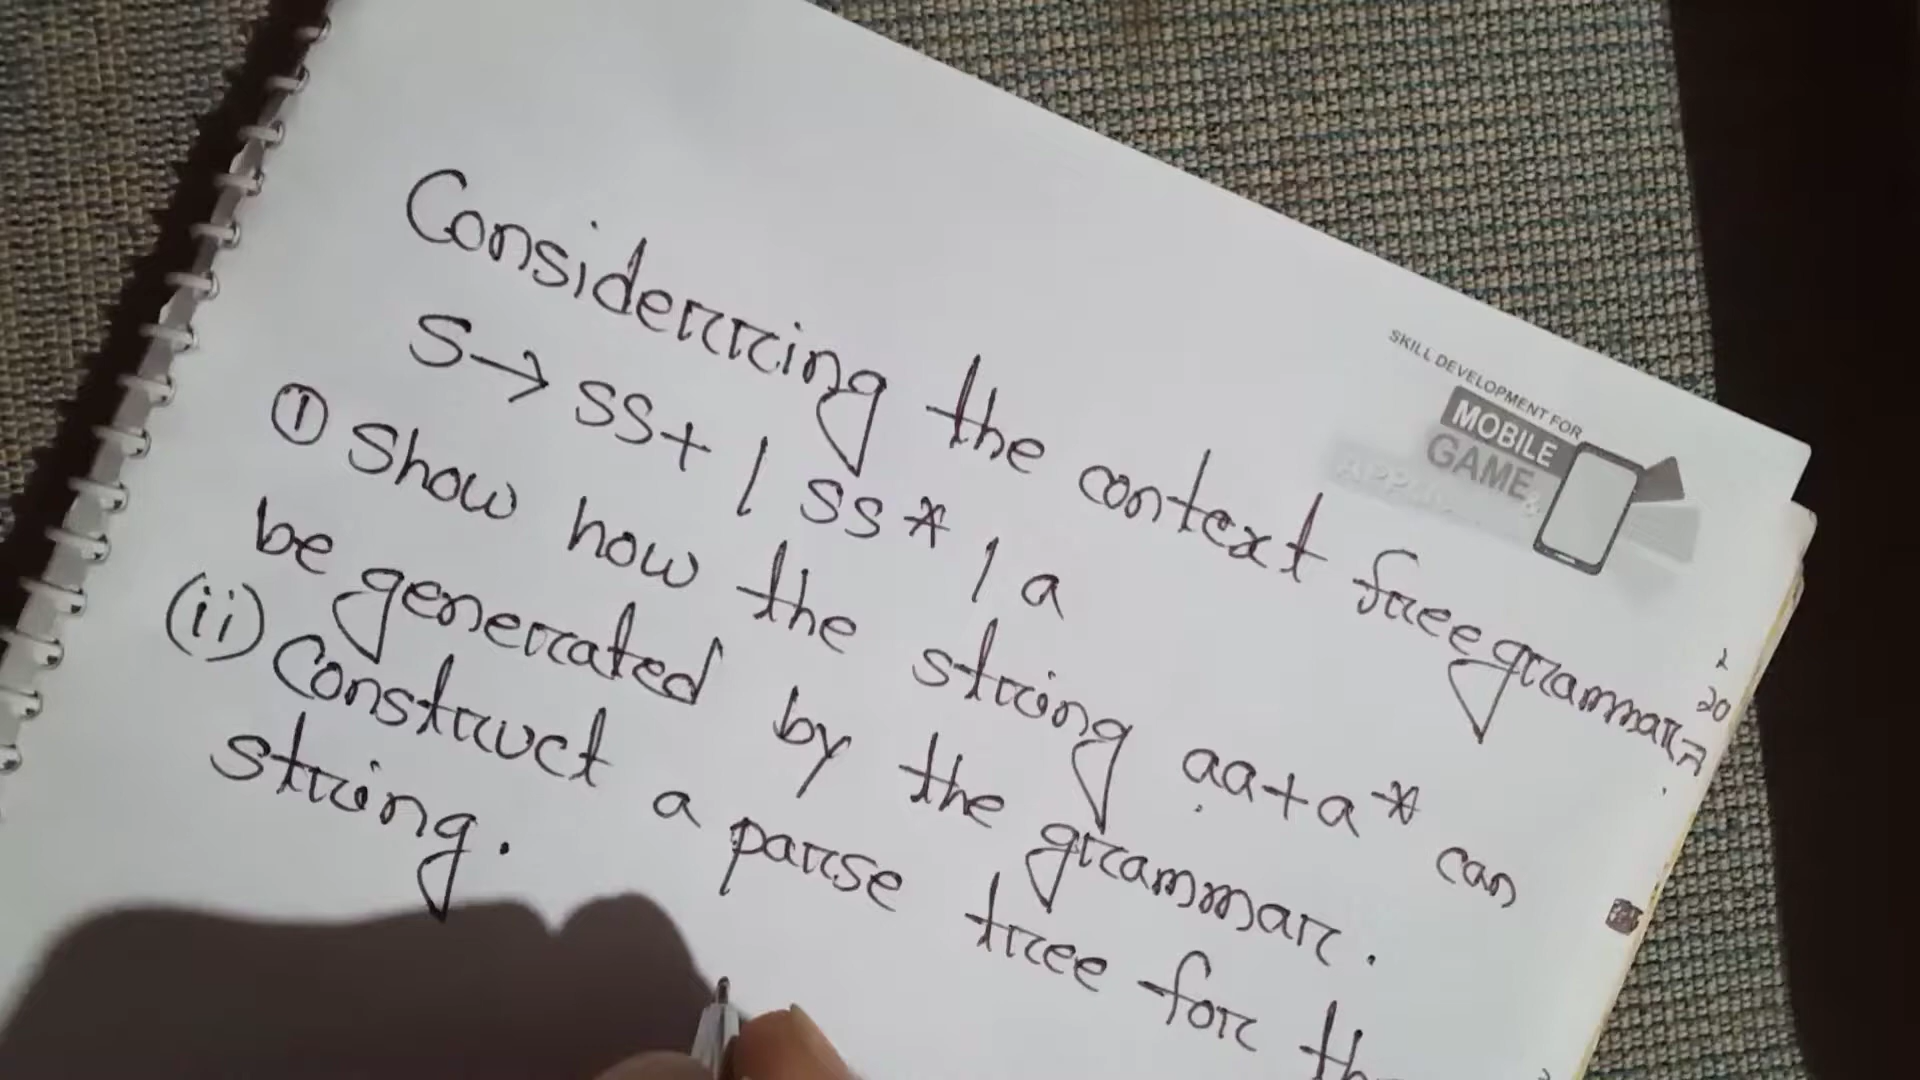 Considerring the context free grammar
S→ SS+ | SS* | a
① Show how the string aa+a* can
be generated by the grammar.
(ii) Construct a parse tree for
string.
SKILL DEVELOPMENT FOR
MOBILE
GAME